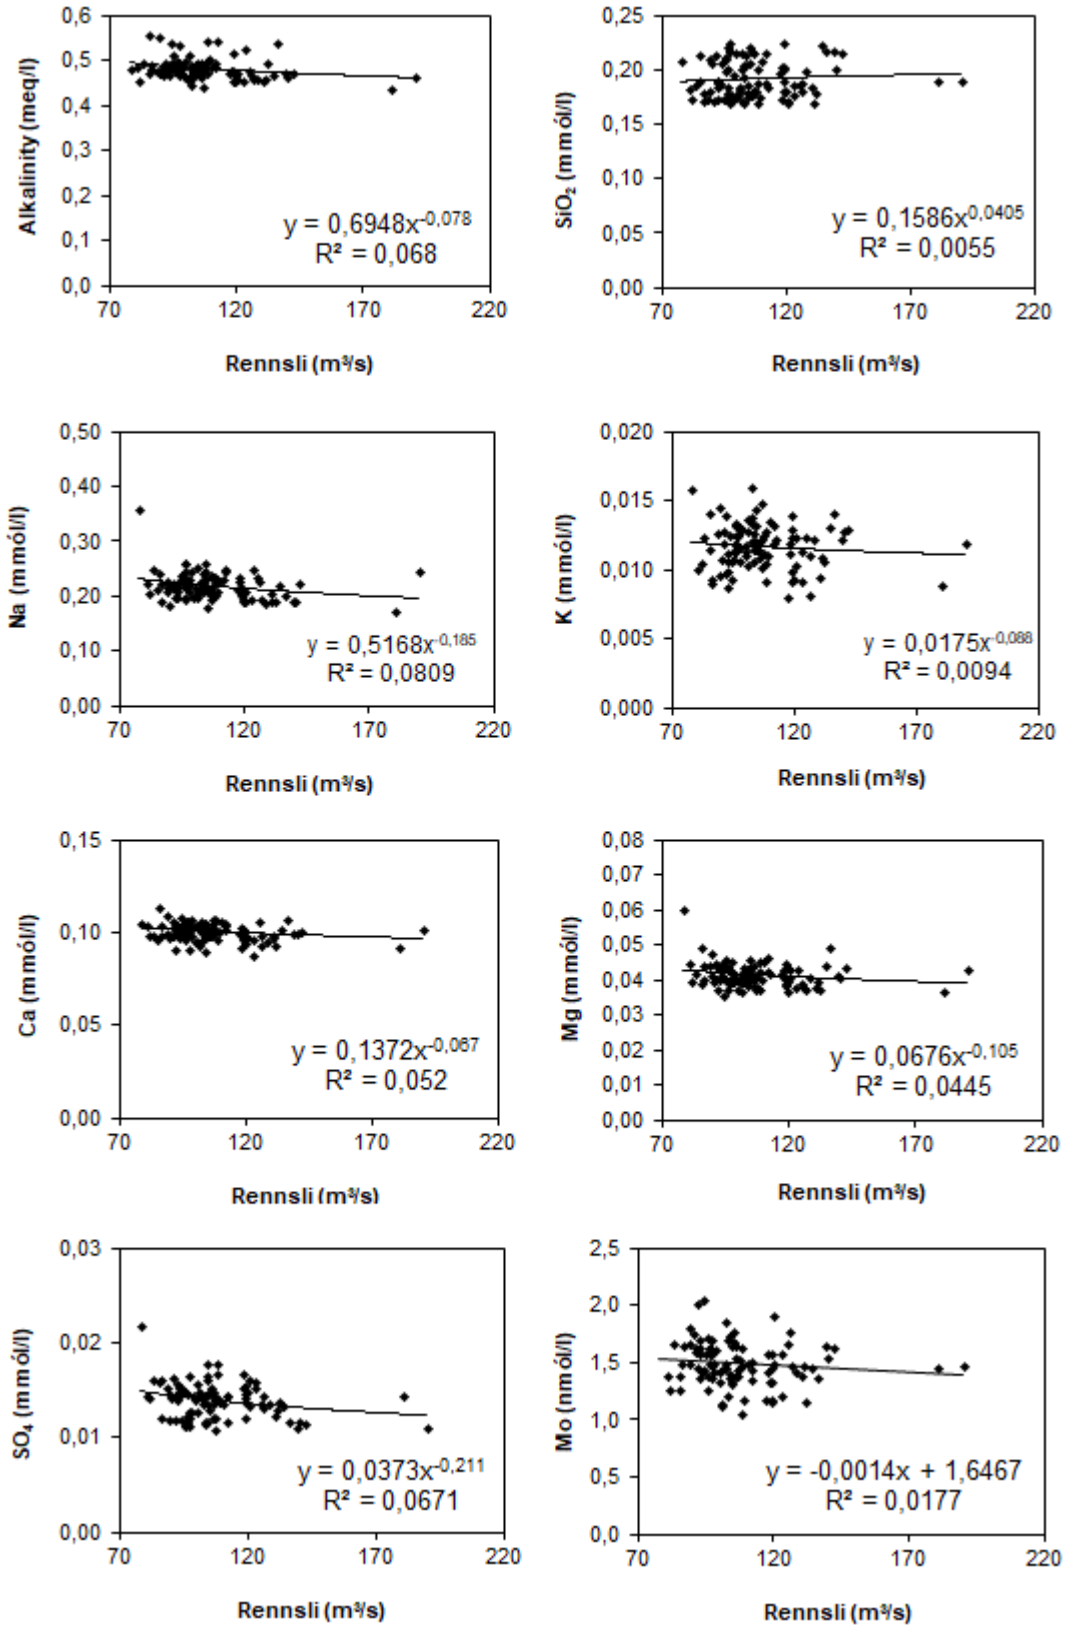 0,6
0,5
0,4
0,3
0,2
0,1
0,0
Alkalinity (meq/l)
y = 0,6948x^-0,078
R² = 0,068
70 120 170 220
Rennsli (m³/s)
0,25
0,20
0,15
0,10
0,05
0,00
SiO₂ (mmól/l)
y = 0,1586x^0,0405
R² = 0,0055
70 120 170 220
Rennsli (m³/s)
0,50
0,40
0,30
0,20
0,10
0,00
Na (mmól/l)
y = 0,5168x^-0,185
R² = 0,0809
70 120 170 220
Rennsli (m³/s)
0,020
0,015
0,010
0,005
0,000
K (mmól/l)
y = 0,0175x^-0,088
R² = 0,0094
70 120 170 220
Rennsli (m³/s)
0,15
0,10
0,05
0,00
Ca (mmól/l)
y = 0,1372x^-0,067
R² = 0,052
70 120 170 220
Rennsli (m³/s)
0,08
0,07
0,06
0,05
0,04
0,03
0,02
0,01
0,00
Mg (mmól/l)
y = 0,0676x^-0,105
R² = 0,0445
70 120 170 220
Rennsli (m³/s)
0,03
0,02
0,01
0,00
SO₄ (mmól/l)
y = 0,0373x^-0,211
R² = 0,0671
70 120 170 220
Rennsli (m³/s)
2,5
2,0
1,5
1,0
0,5
0,0
Mo (nmól/l)
y = -0,0014x + 1,6467
R² = 0,0177
70 120 170 220
Rennsli (m³/s)